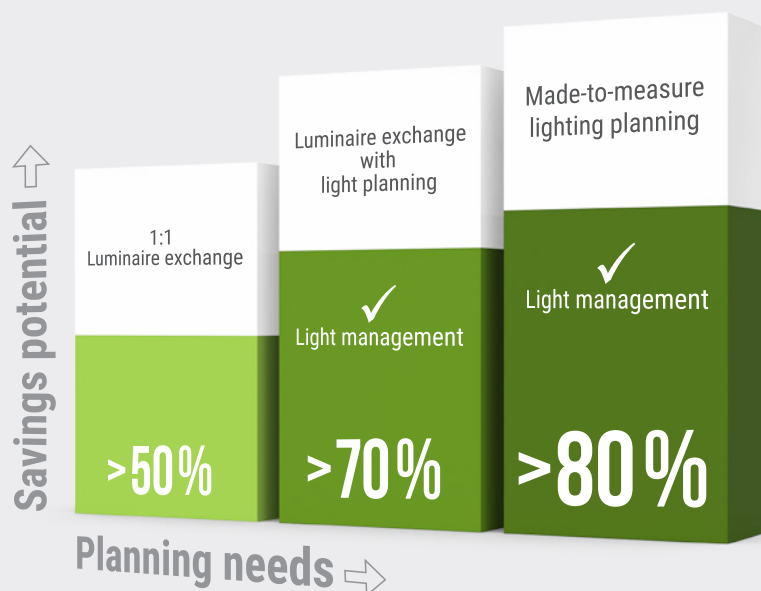 Savings potential
1:1
Luminaire exchange
>50%
Luminaire exchange
with
light planning
Light management
>70%
Made-to-measure
lighting planning
Light management
>80%
Planning needs